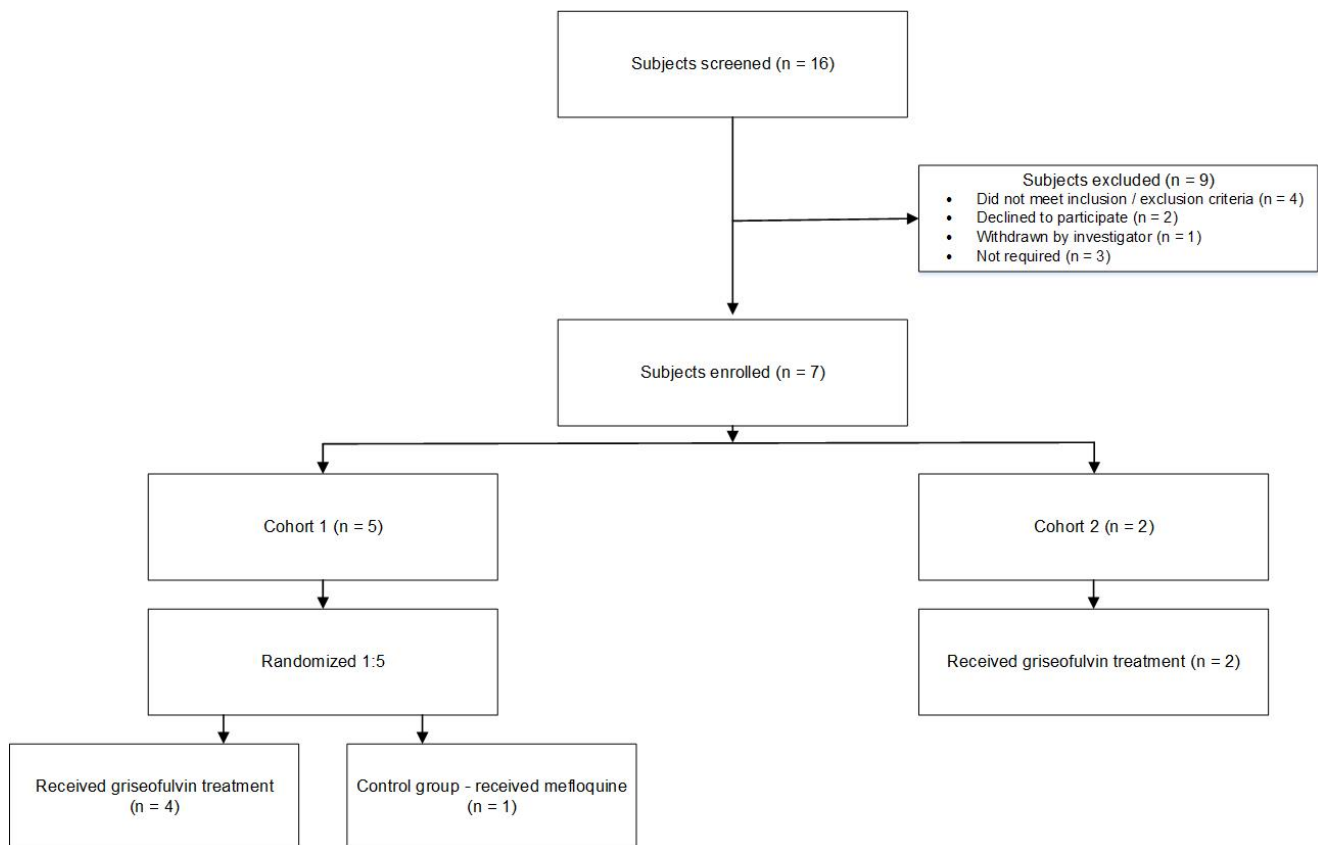 Subjects screened (n = 16)
Subjects excluded (n = 9)
• Did not meet inclusion / exclusion criteria (n = 4)
• Declined to participate (n = 2)
• Withdrawn by investigator (n = 1)
• Not required (n = 3)
Subjects enrolled (n = 7)
Cohort 1 (n = 5)
Cohort 2 (n = 2)
Randomized 1:5
Received griseofulvin treatment (n = 2)
Received griseofulvin treatment
(n = 4)
Control group - received mefloquine
(n = 1)